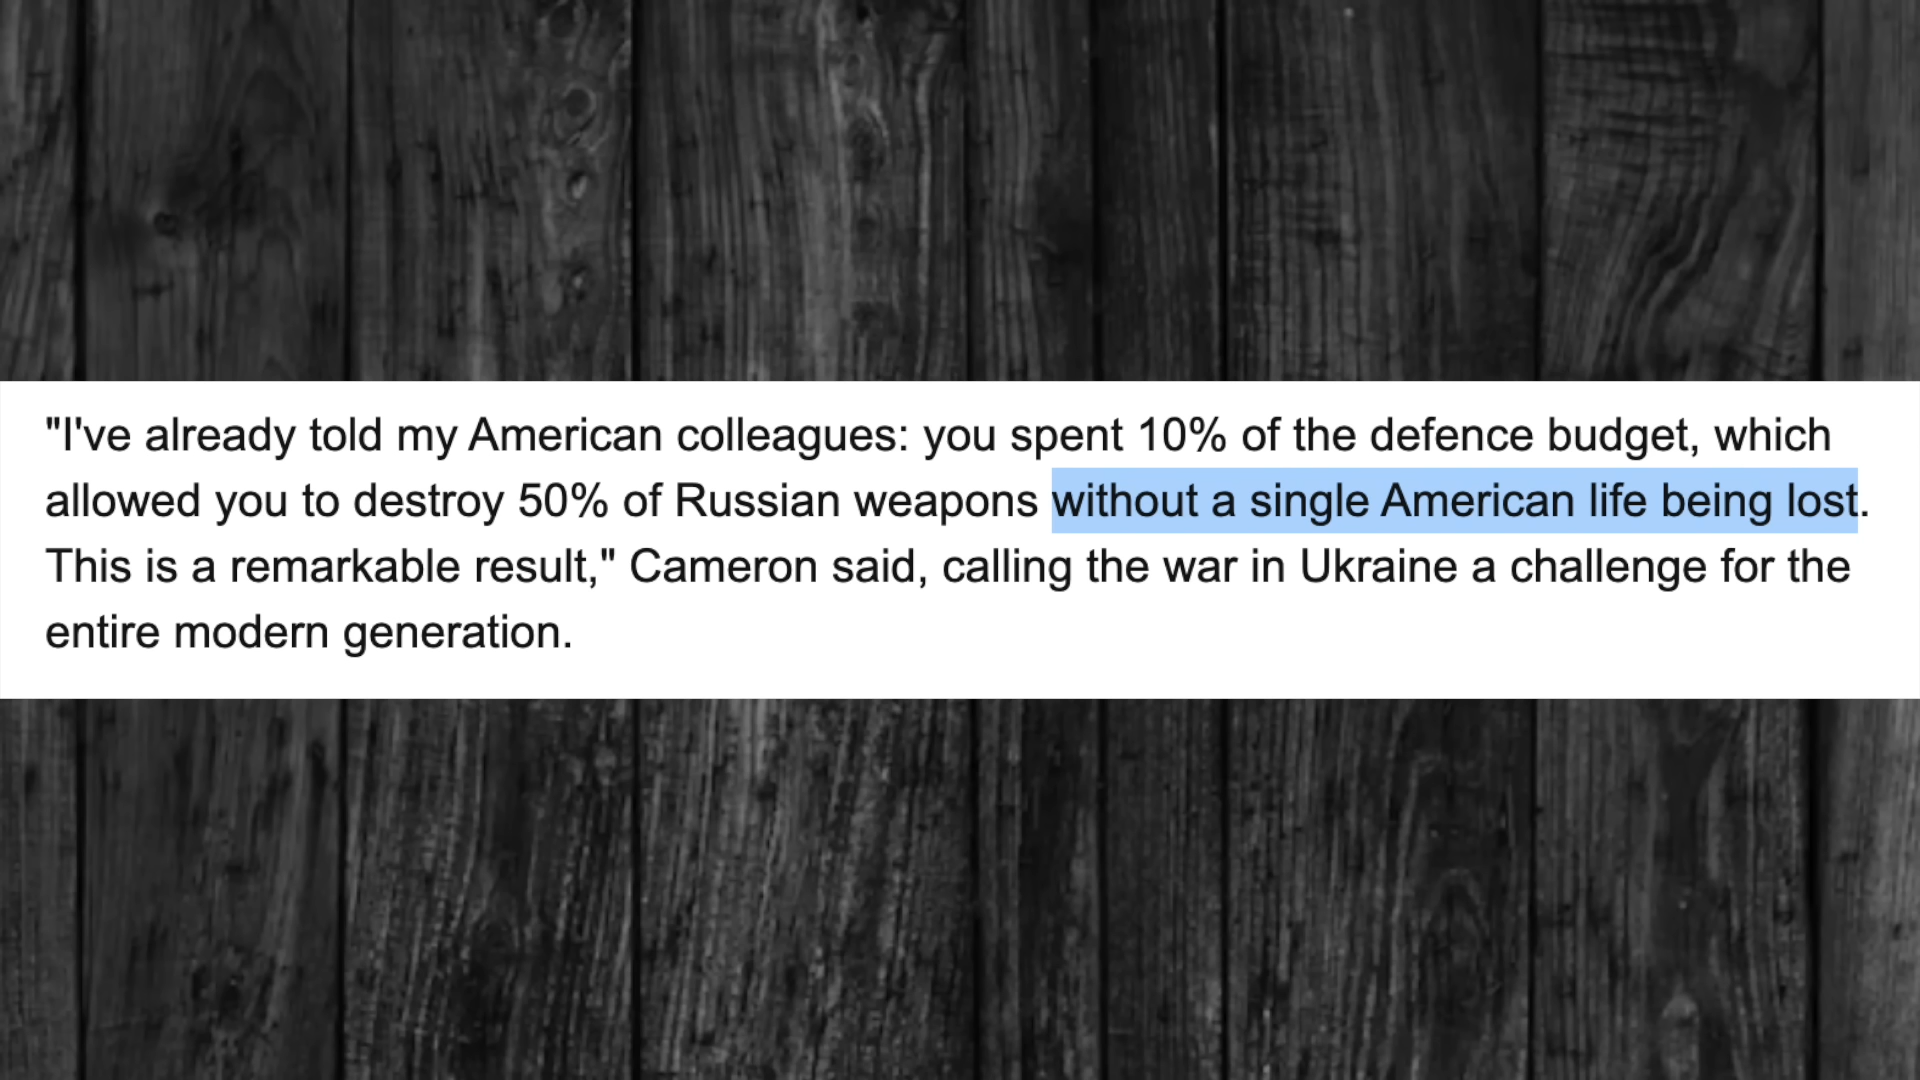 "I've already told my American colleagues: you spent 10% of the defence budget, which
allowed you to destroy 50% of Russian weapons without a single American life being lost.
This is a remarkable result," Cameron said, calling the war in Ukraine a challenge for the
entire modern generation.